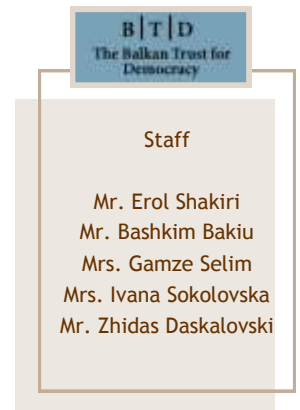 B|T|D
The Balkan Trust for
Democracy
Staff
Mr. Erol Shakiri
Mr. Bashkim Bakiu
Mrs. Gamze Selim
Mrs. Ivana Sokolovska
Mr. Zhidas Daskalovski